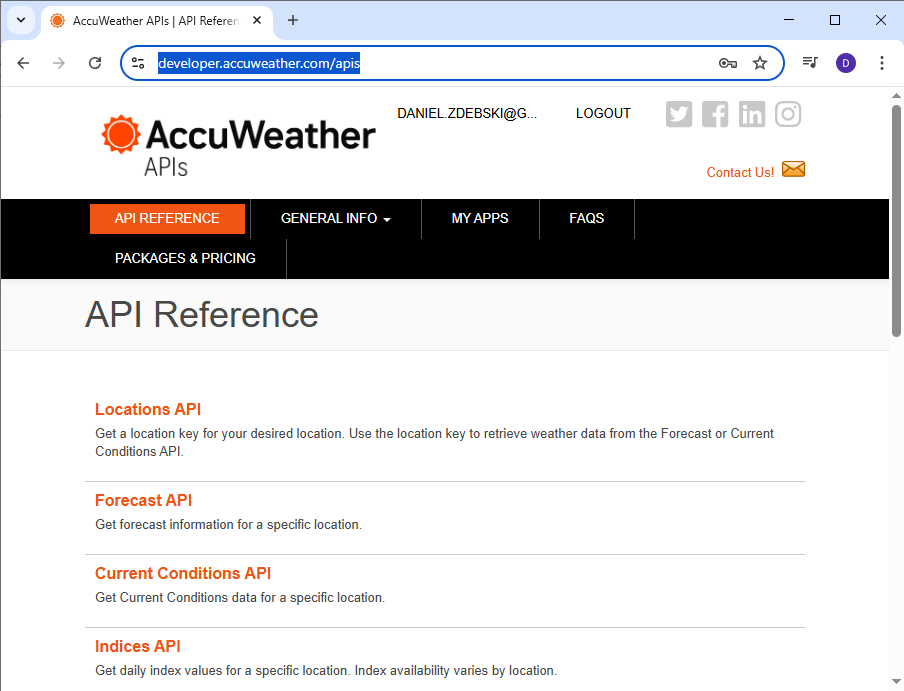 AccuWeather APIs | API Referen
developer.accuweather.com/apis
D
DANIEL.ZDEBSKI@G...
LOGOUT
AccuWeather
APIs
Contact Us!
API REFERENCE
GENERAL INFO
MY APPS
FAQS
PACKAGES & PRICING
API Reference
Locations API
Get a location key for your desired location. Use the location key to retrieve weather data from the Forecast or Current
Conditions API.
Forecast API
Get forecast information for a specific location.
Current Conditions API
Get Current Conditions data for a specific location.
Indices API
Get daily index values for a specific location. Index availability varies by location.